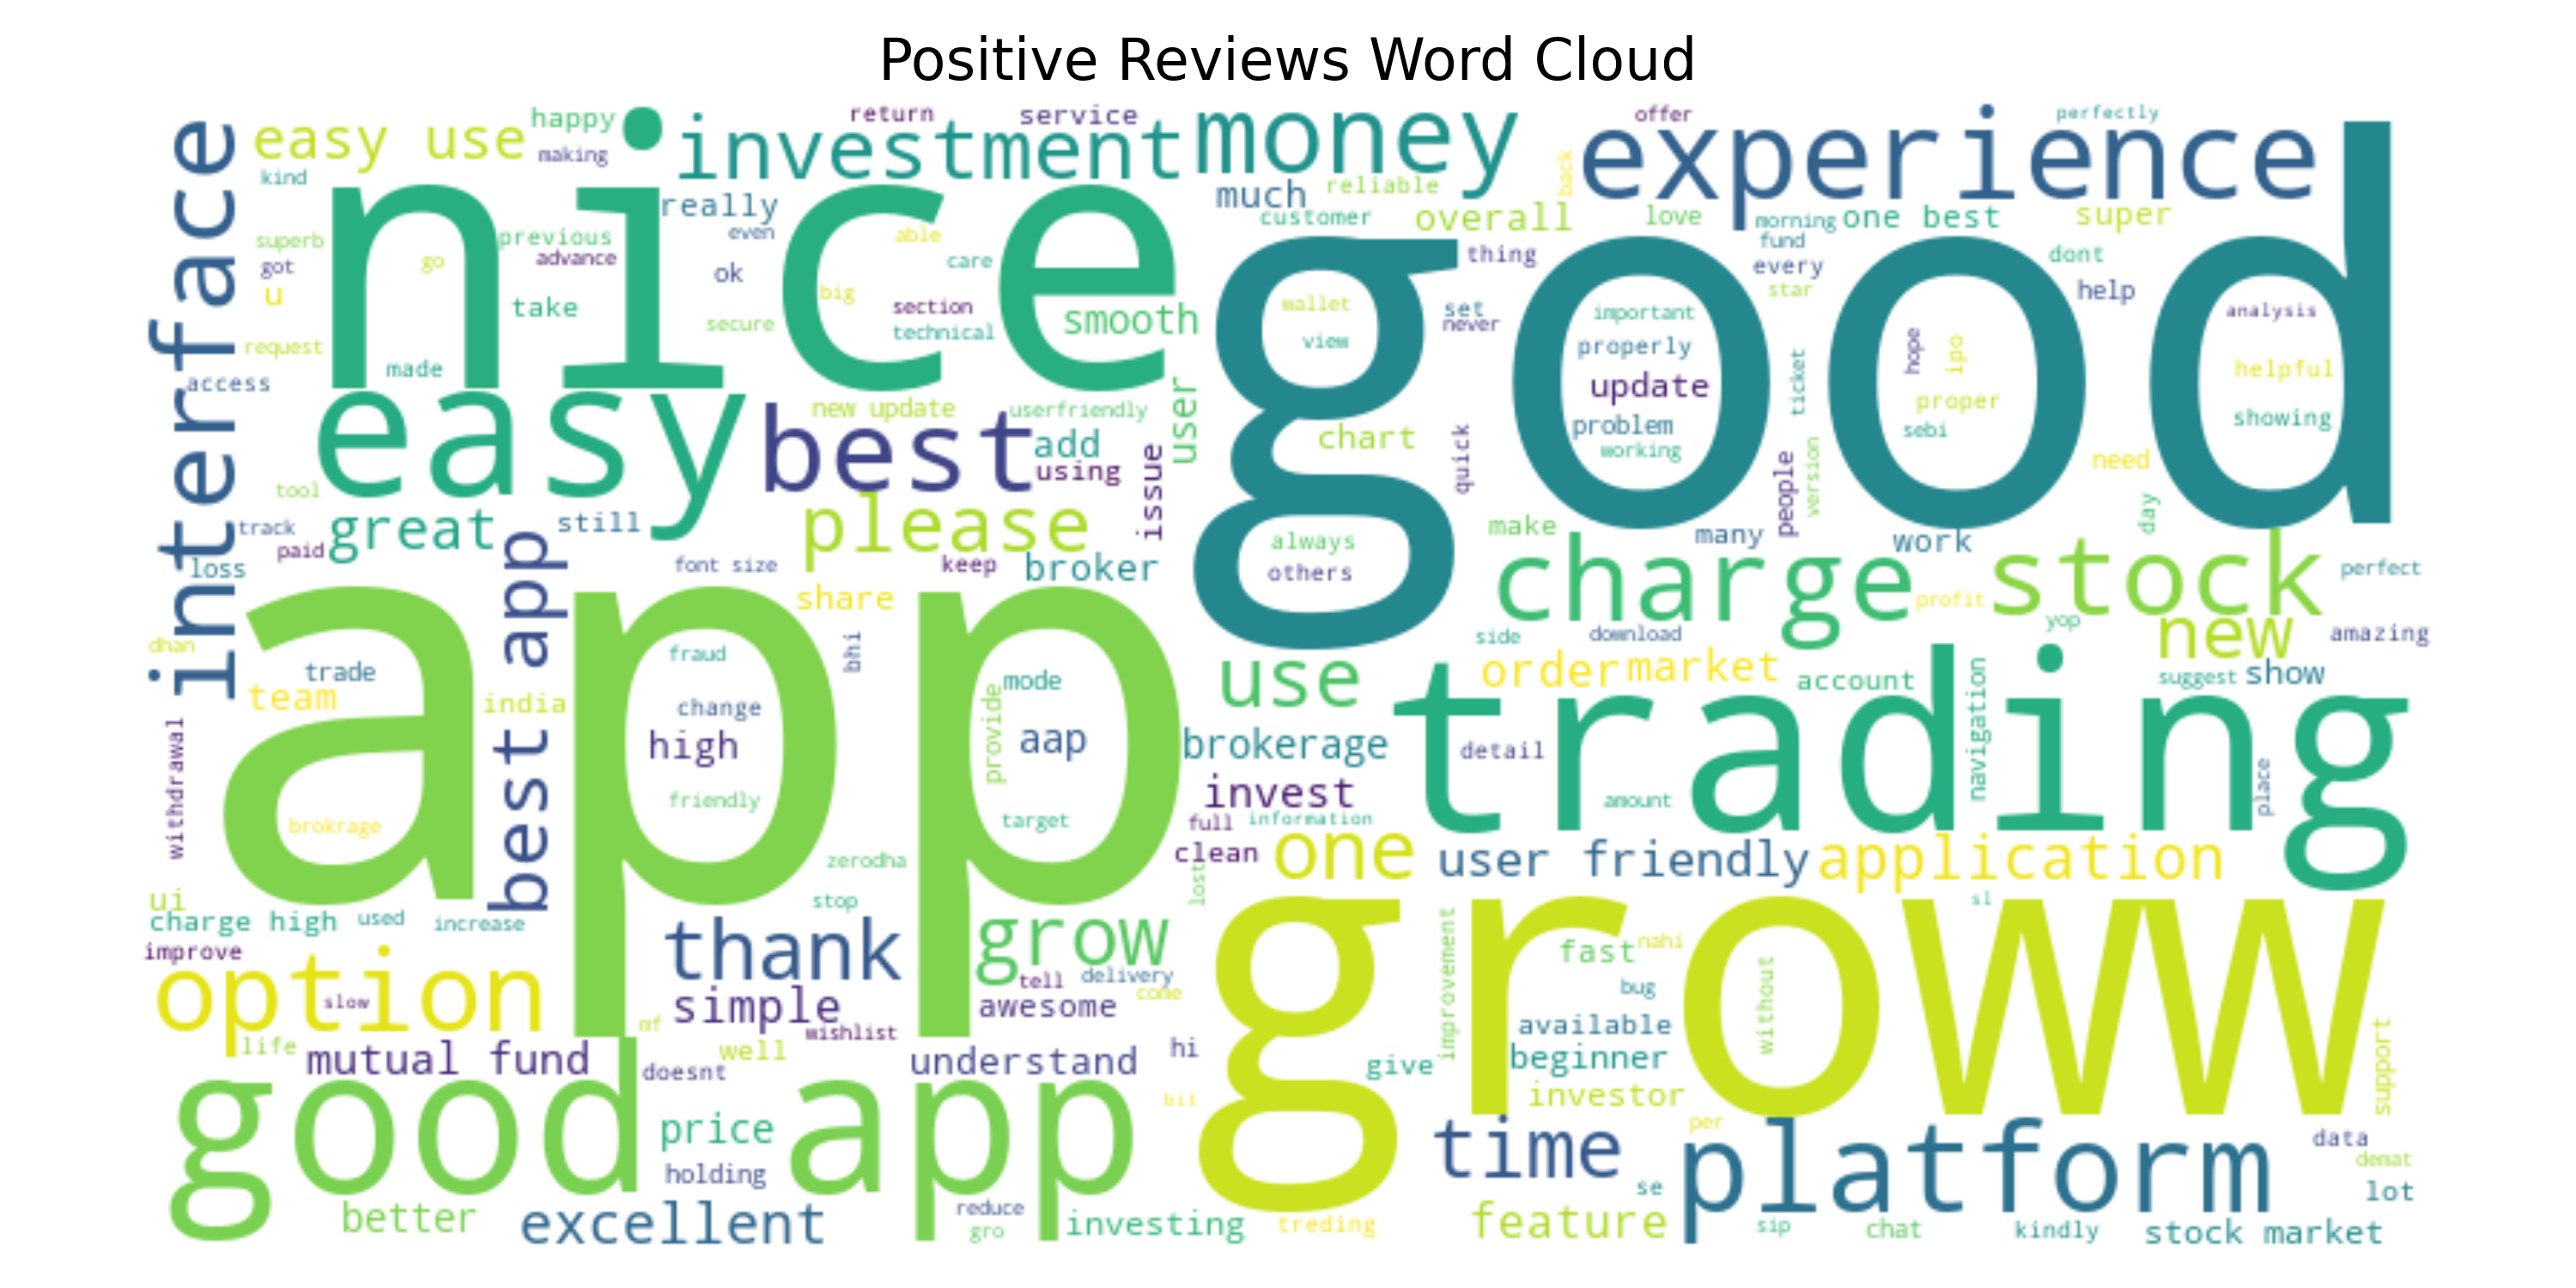 Positive Reviews Word Cloud
interface
easy use
happy
making
investment
return
service
money
experience
offer
perfectly
kind
nice
really
much
reliable
back
customer
overall
love
morning
one best
super
superb
got
u
go
previous
advance
even
able
care
ok
big
section
technical
secure
take
smooth
request
made
access
good
thing
fund
every
star
dont
help
wallet
view
set
never
important
properly
update
problem
working
ticket
hope
ipo
proper
sebi
analysis
helpful
showing
easy
best
new update
userfriendly
user
add
using
issue
chart
quick
people
version
need
day
tool
track
paid
loss
great
still
please
font size
keep
broker
always
others
make
many
work
charge
stock
perfect
profit
best app
app
share
bhi
dhan
trade
team
india
fraud
change
high
friendly
mode
provide
aap
target
brokrage
withdrawal
side
download
yop
new
amazing
use
order
market
account
navigation
suggest
show
trading
brokerage
detail
invest
amount
place
full
information
clean
one
user friendly
application
zerodha
lost
stop
ui
charge high
used
increase
improve
option
slow
thank
grow
tell
delivery
come
simple
awesome
mf
wishlist
groww
sl
fast
nahi
bug
improvement
without
available
beginner
investor
give
support
life
mutual fund
well
doesnt
understand
hi
bit
good app
price
holding
per
time
platform
data
demat
lot
better
excellent
reduce
gro
investing
treding
se
feature
sip
chat
kindly
stock market